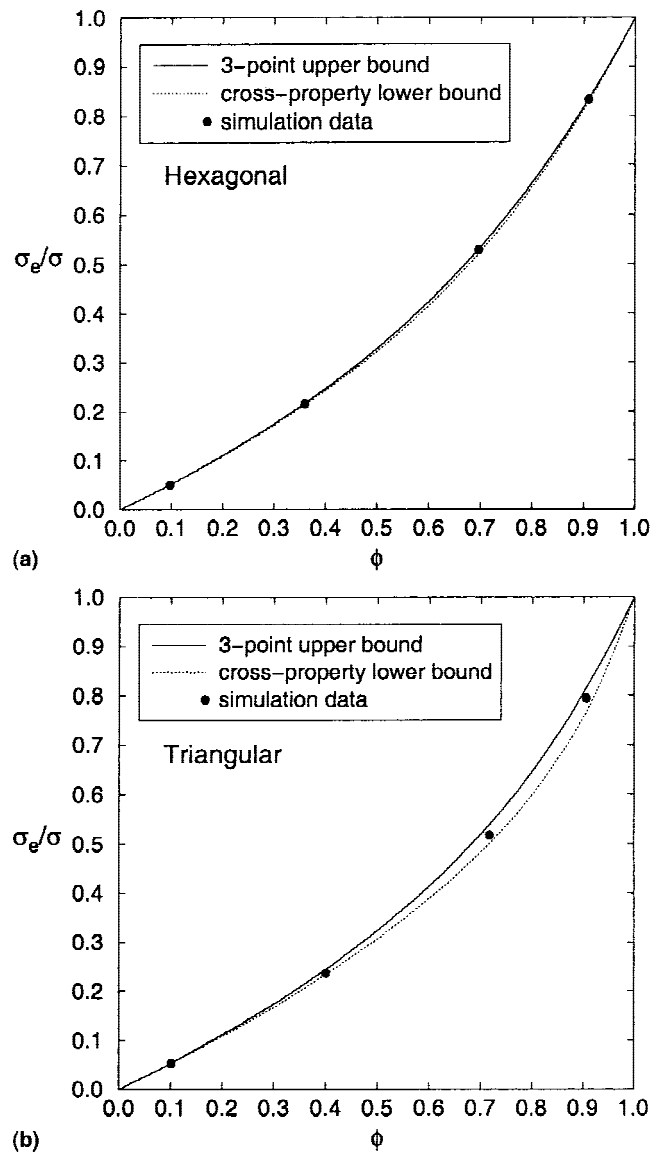 1.0
0.9
0.8
0.7
0.6
0.5
0.4
0.3
0.2
0.1
0.0
3-point upper bound
cross-property lower bound
simulation data
Hexagonal
σe/σ
0.0 0.1 0.2 0.3 0.4 0.5 0.6 0.7 0.8 0.9 1.0
(a)
ϕ
1.0
0.9
0.8
0.7
0.6
0.5
0.4
0.3
0.2
0.1
0.0
3-point upper bound
cross-property lower bound
simulation data
Triangular
σe/σ
0.0 0.1 0.2 0.3 0.4 0.5 0.6 0.7 0.8 0.9 1.0
(b)
ϕ